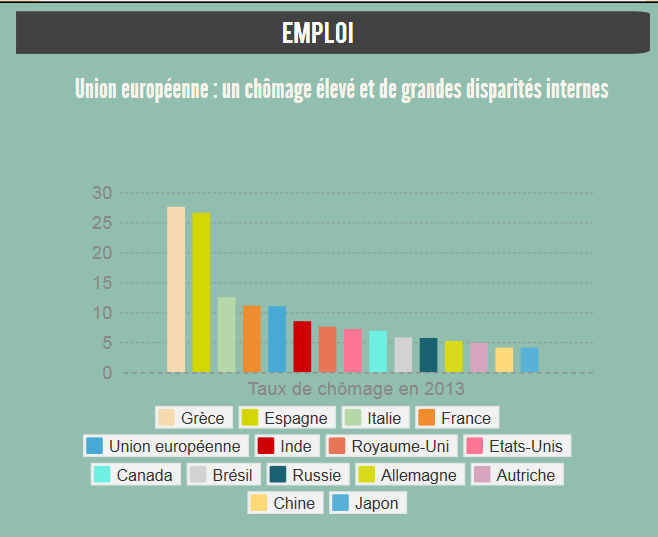 EMPLOI
Union européenne : un chômage élevé et de grandes disparités internes
30
25
20
15
10
5
0
Taux de chômage en 2013
Grèce Espagne Italie France
Union européenne Inde Royaume-Uni Etats-Unis
Canada Brésil Russie Allemagne Autriche
Chine Japon